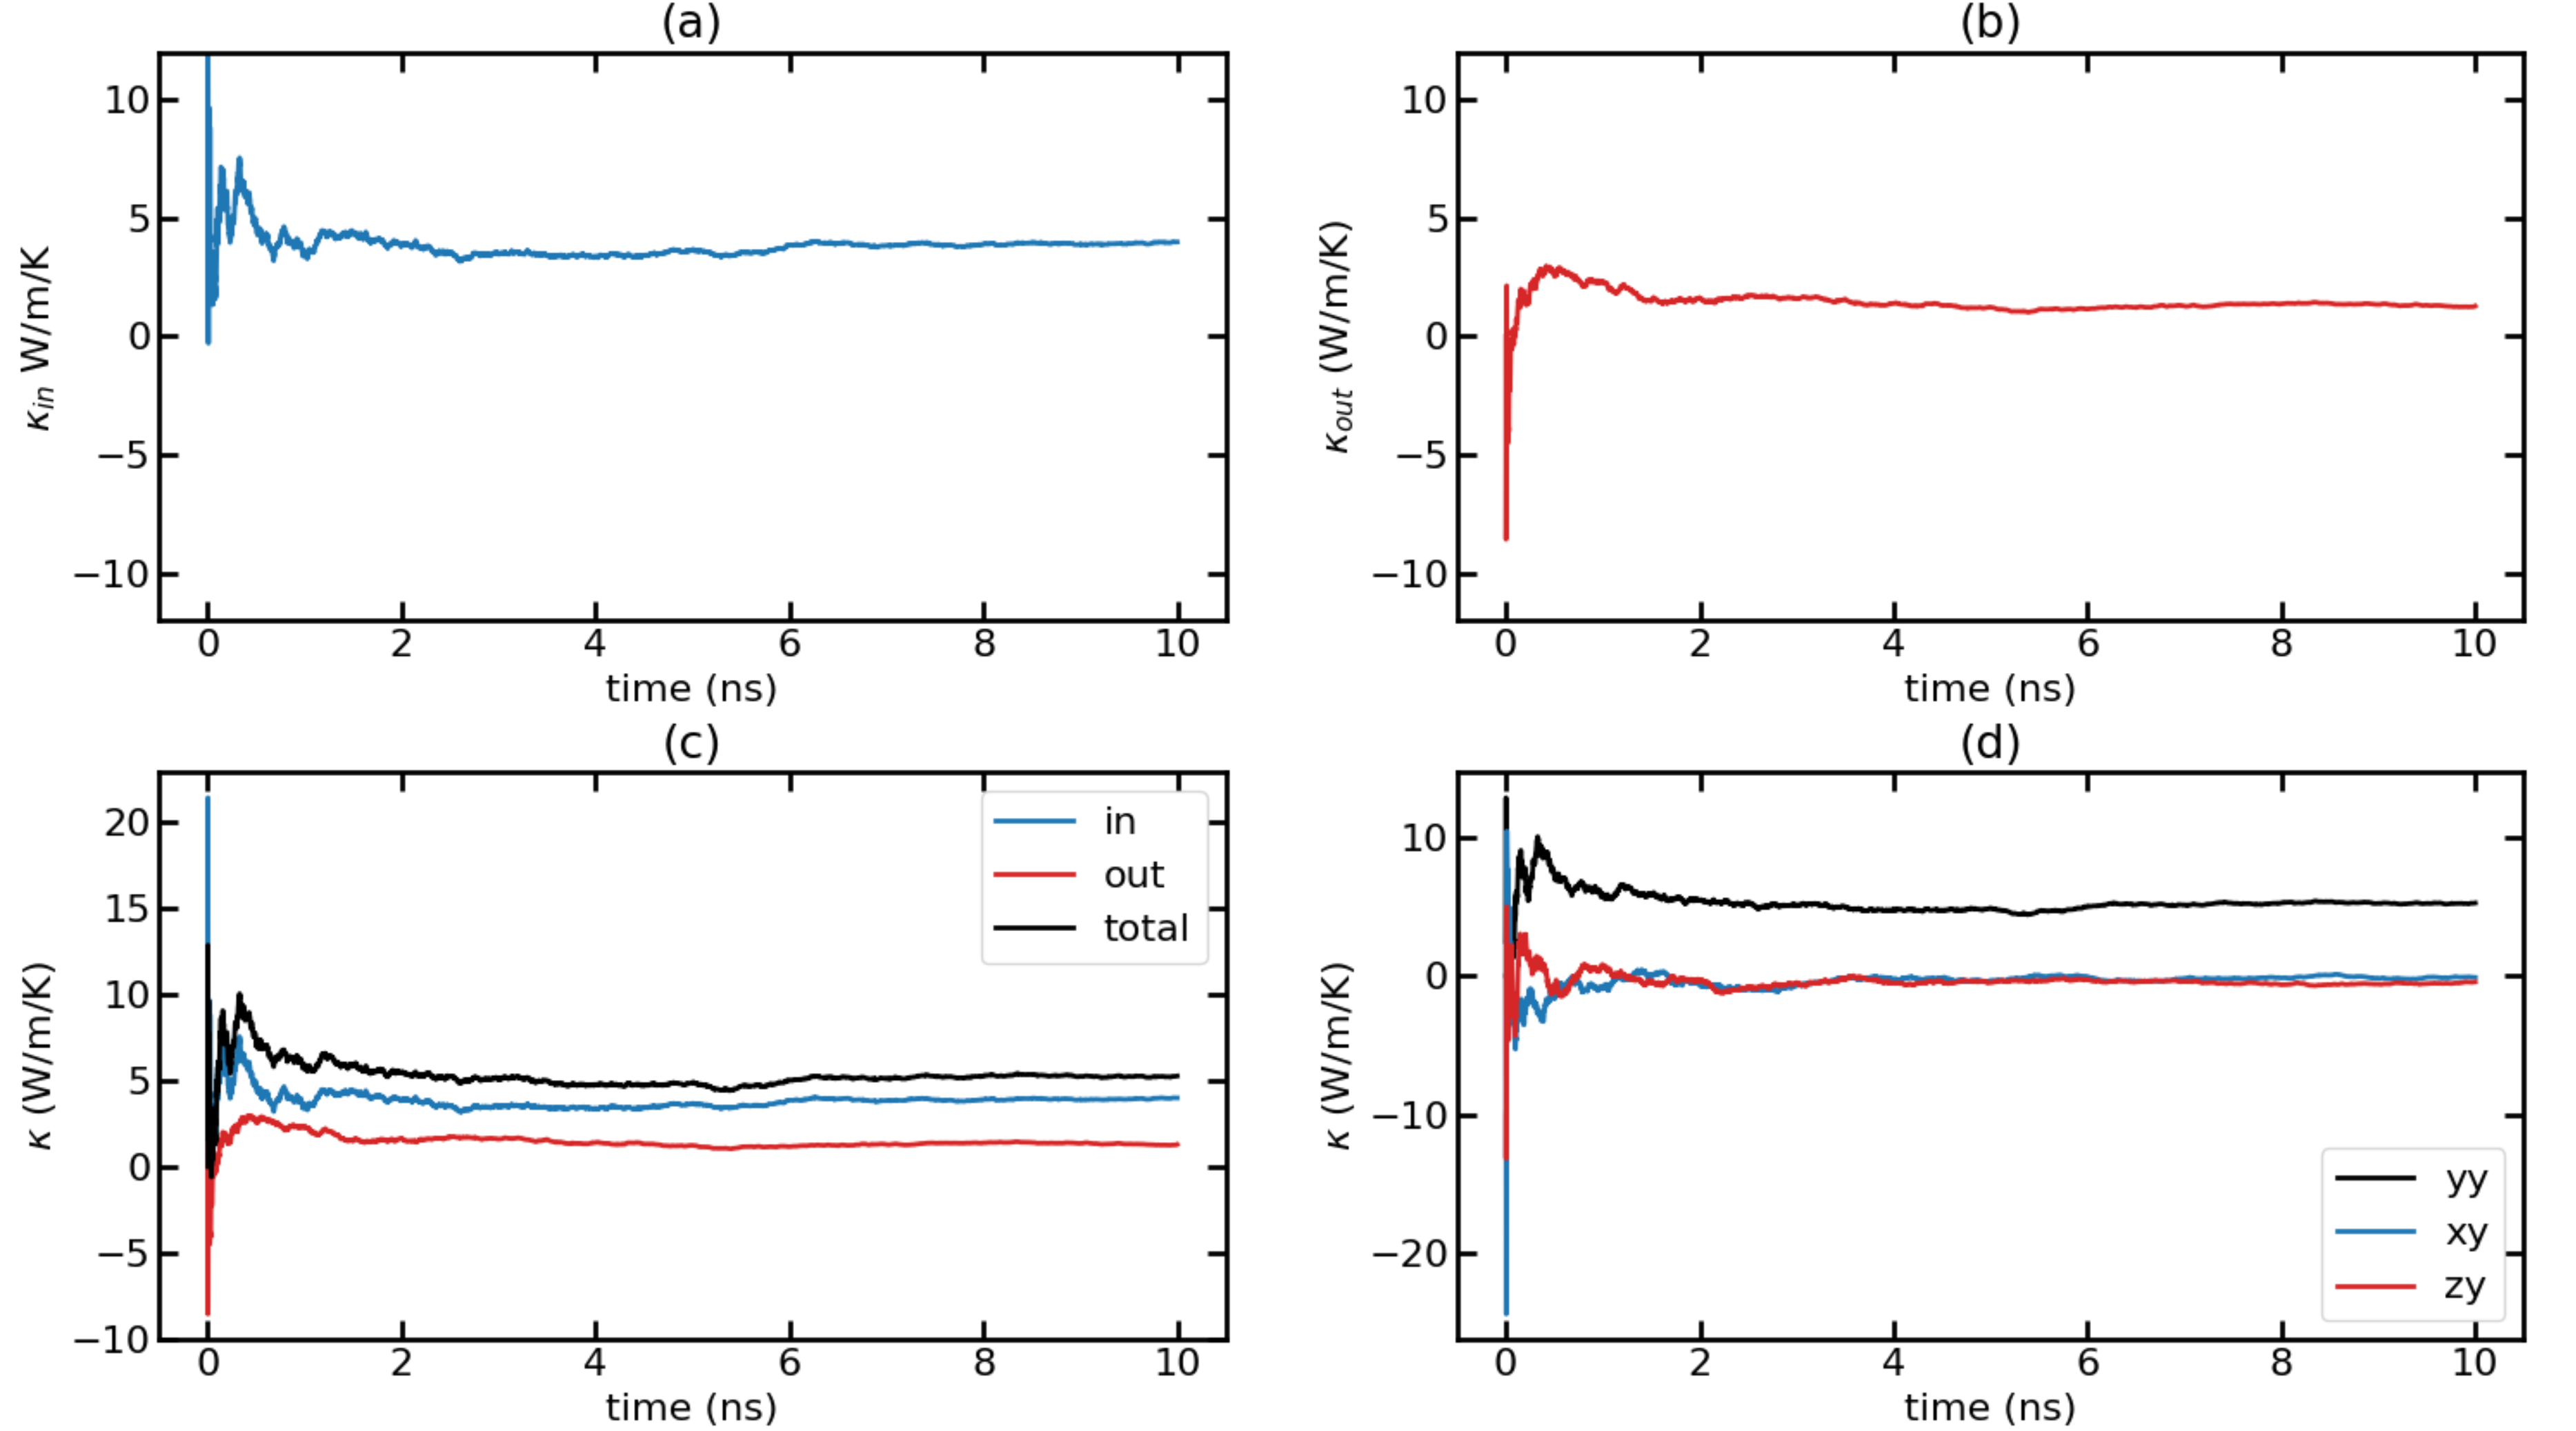 (a)
10
5
0
−5
−10
κin W/m/K
0 2 4 6 8 10
time (ns)
(b)
10
5
0
−5
−10
κout (W/m/K)
0 2 4 6 8 10
time (ns)
(c)
20
15
10
5
0
−5
−10
κ (W/m/K)
in
out
total
0 2 4 6 8 10
time (ns)
(d)
10
0
−10
−20
κ (W/m/K)
yy
xy
zy
0 2 4 6 8 10
time (ns)